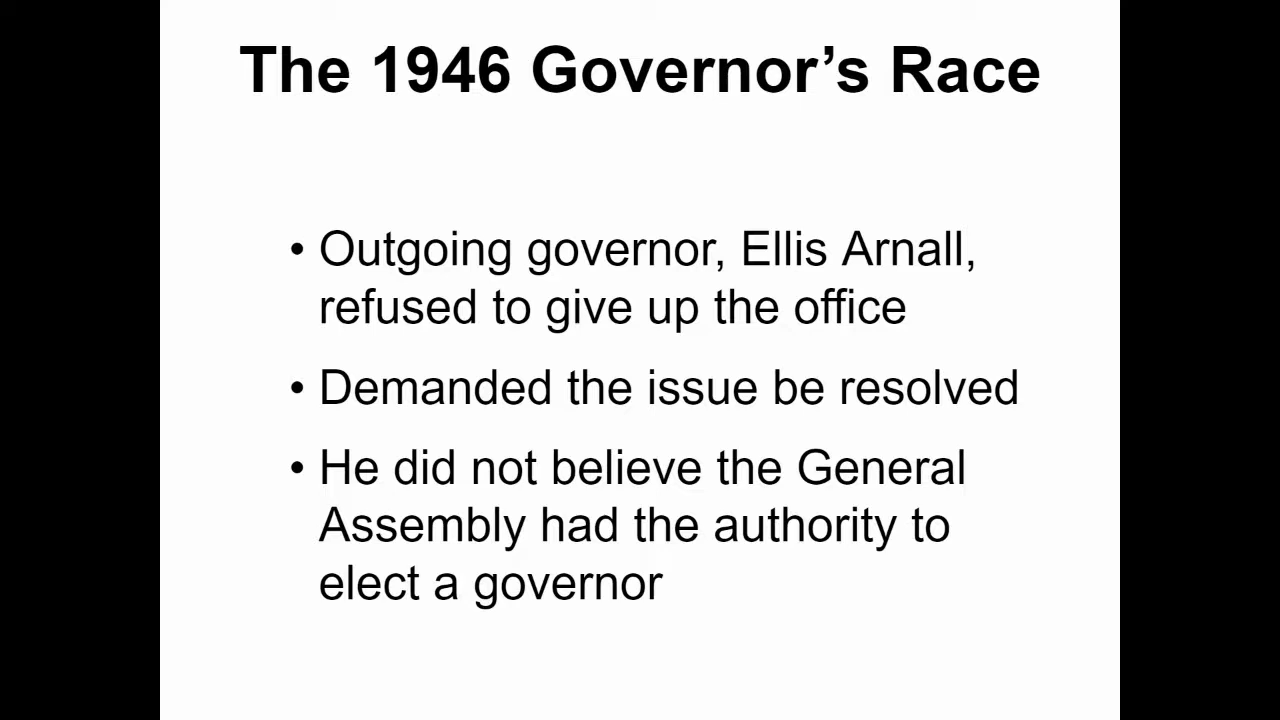 The 1946 Governor’s Race
• Outgoing governor, Ellis Arnall,
refused to give up the office
• Demanded the issue be resolved
• He did not believe the General
Assembly had the authority to
elect a governor